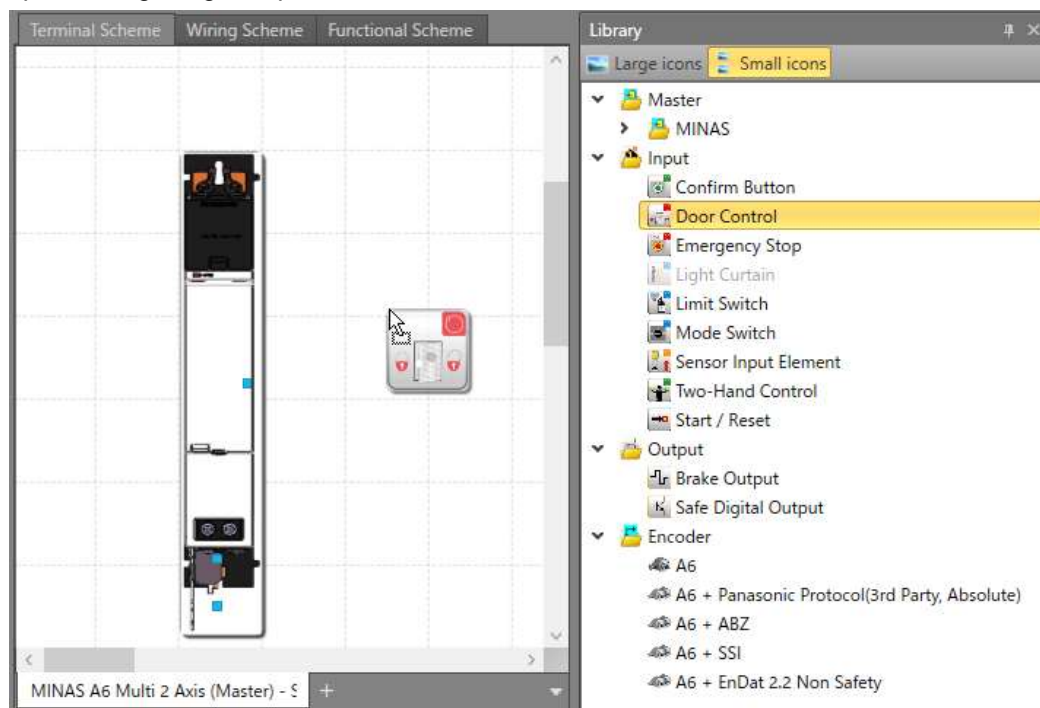 Terminal Scheme Wiring Scheme Functional Scheme
MINAS A6 Multi 2 Axis (Master) - S
Library
Large icons Small icons
Master
MINAS
Input
Confirm Button
Door Control
Emergency Stop
Light Curtain
Limit Switch
Mode Switch
Sensor Input Element
Two-Hand Control
Start / Reset
Output
Brake Output
Safe Digital Output
Encoder
A6
A6 + Panasonic Protocol(3rd Party, Absolute)
A6 + ABZ
A6 + SSI
A6 + EnDat 2.2 Non Safety